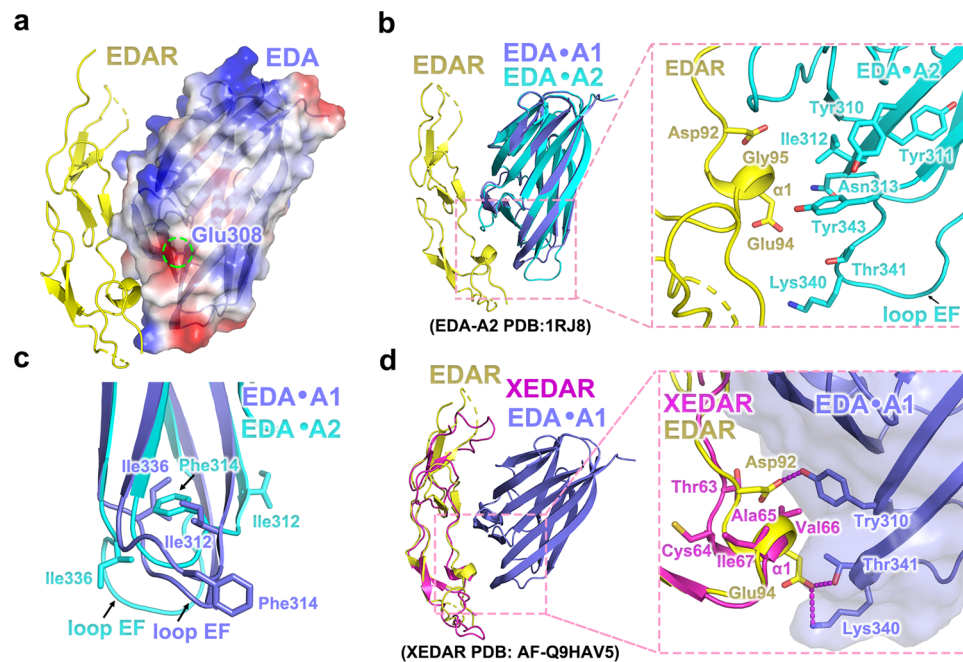 a
EDAR
EDA
Glu308
b
EDAR
EDA•A1
EDA•A2
(EDA-A2 PDB:1RJ8)
EDAR
EDA•A2
Tyr310
Asp92
Ile312
Gly95
Tyr311
α1
Asn313
Glu94
Tyr343
Lys340
Thr341
loop EF
c
EDA•A1
EDA•A2
Ile336
Phe314
Ile312
Ile312
Ile336
Phe314
loop EF
loop EF
d
EDAR
XEDAR
EDA•A1
(XEDAR PDB: AF-Q9HAV5)
XEDAR
EDAR
EDA•A1
Asp92
Thr63
Ala65
Val66
Try310
Cys64
Ile67
α1
Thr341
Glu94
Lys340